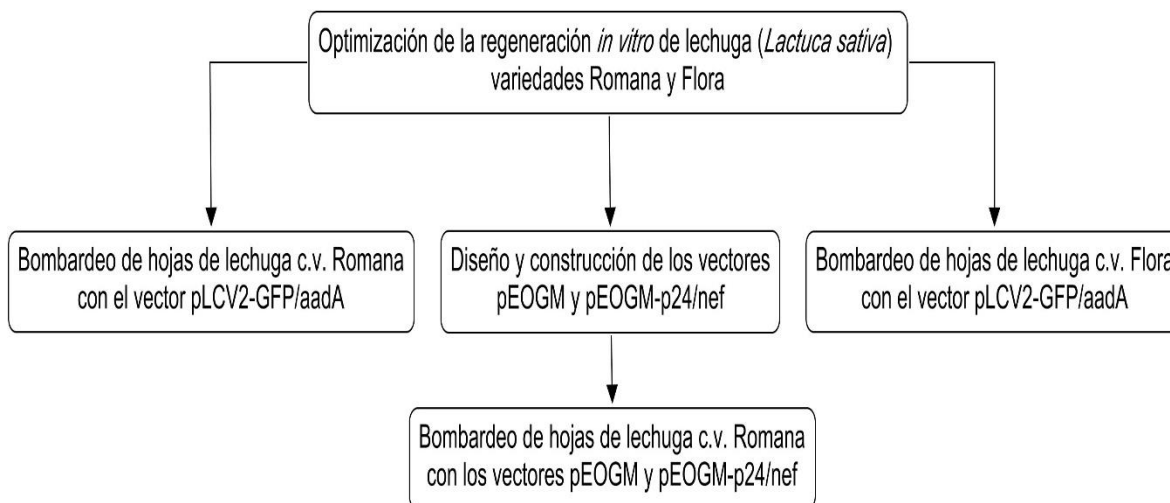 Optimización de la regeneración in vitro de lechuga (Lactuca sativa)
variedades Romana y Flora
Bombardeo de hojas de lechuga c.v. Romana
con el vector pLCV2-GFP/aadA
Diseño y construcción de los vectores
pEOGM y pEOGM-p24/nef
Bombardeo de hojas de lechuga c.v. Flora
con el vector pLCV2-GFP/aadA
Bombardeo de hojas de lechuga c.v. Romana
con los vectores pEOGM y pEOGM-p24/nef